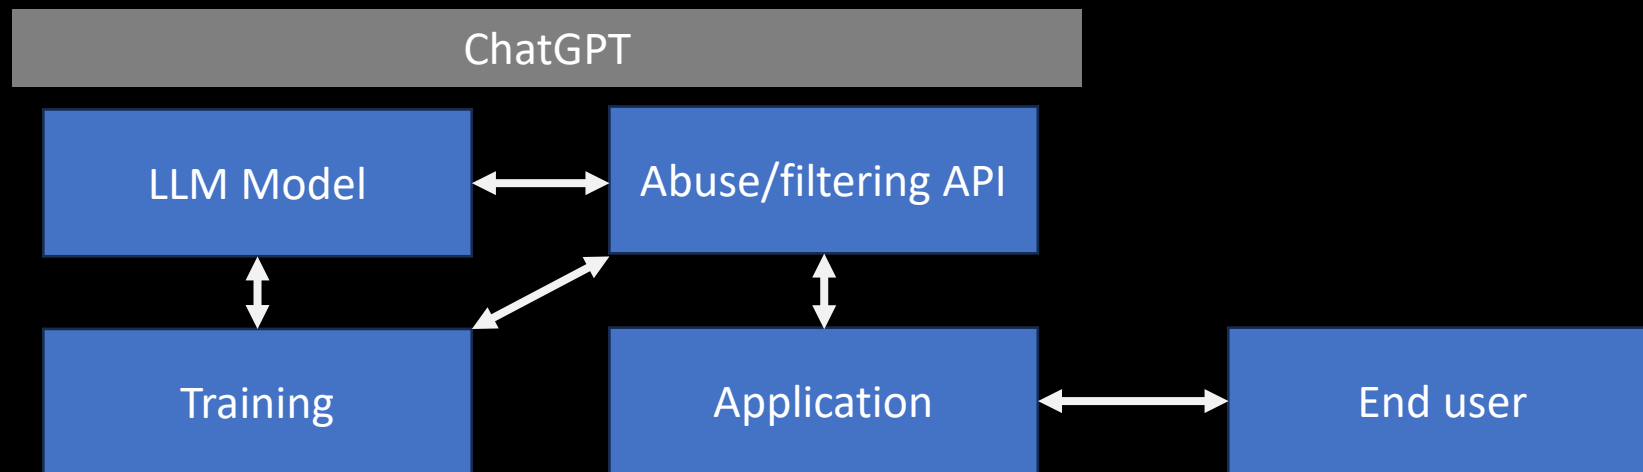 ChatGPT
LLM Model
Abuse/filtering API
Training
Application
End user